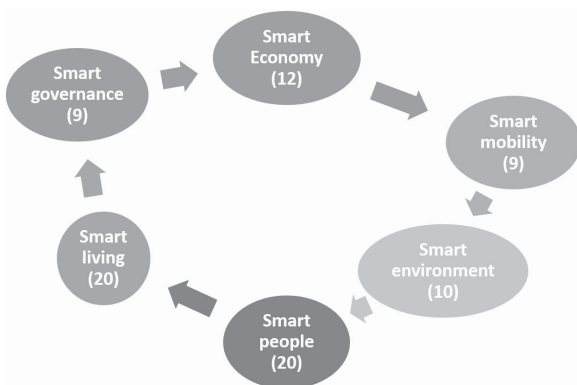 Smart
Economy
(12)
Smart
mobility
(9)
Smart
environment
(10)
Smart
people
(20)
Smart
living
(20)
Smart
governance
(9)